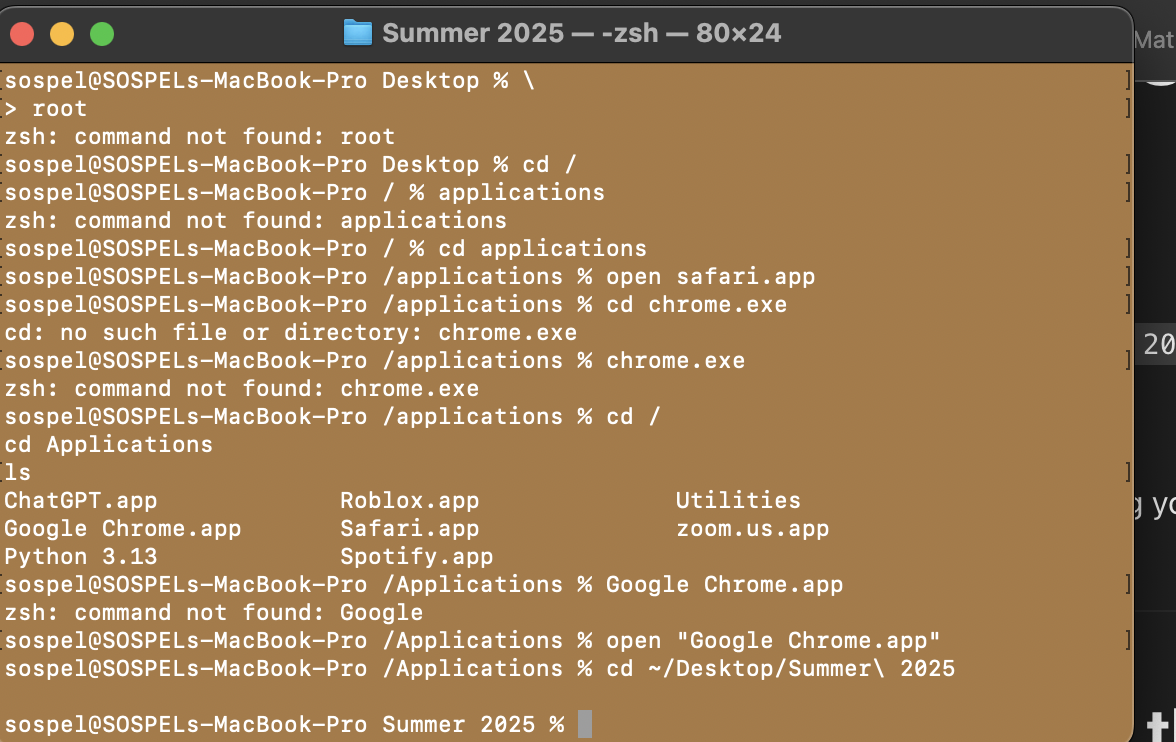 Summer 2025 — -zsh — 80×24
Mat
[sospel@SOSPELs-MacBook-Pro Desktop % \ ]
[> root ]
zsh: command not found: root
[sospel@SOSPELs-MacBook-Pro Desktop % cd / ]
[sospel@SOSPELs-MacBook-Pro / % applications ]
zsh: command not found: applications
[sospel@SOSPELs-MacBook-Pro / % cd applications ]
[sospel@SOSPELs-MacBook-Pro /applications % open safari.app ]
[sospel@SOSPELs-MacBook-Pro /applications % cd chrome.exe ]
cd: no such file or directory: chrome.exe
[sospel@SOSPELs-MacBook-Pro /applications % chrome.exe ]
zsh: command not found: chrome.exe
sospel@SOSPELs-MacBook-Pro /applications % cd /
cd Applications
[ls ]
ChatGPT.app Roblox.app Utilities
Google Chrome.app Safari.app zoom.us.app
Python 3.13 Spotify.app
[sospel@SOSPELs-MacBook-Pro /Applications % Google Chrome.app ]
zsh: command not found: Google
[sospel@SOSPELs-MacBook-Pro /Applications % open "Google Chrome.app" ]
sospel@SOSPELs-MacBook-Pro /Applications % cd ~/Desktop/Summer\ 2025
sospel@SOSPELs-MacBook-Pro Summer 2025 %
20